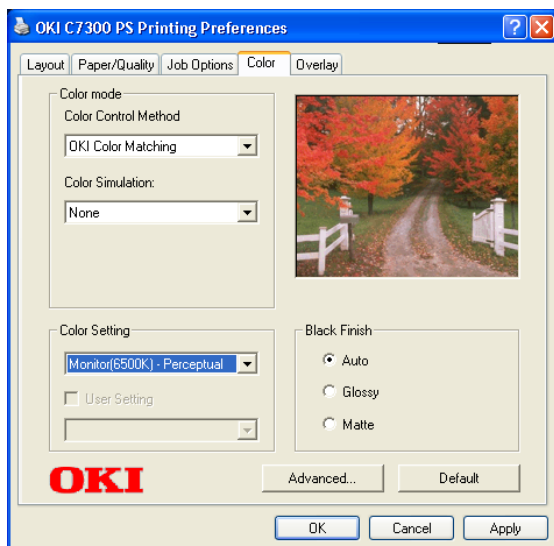 OKI C7300 PS Printing Preferences
Layout Paper/Quality Job Options Color Overlay
Color mode
Color Control Method
OKI Color Matching
Color Simulation:
None
Color Setting
Monitor(6500K) - Perceptual
User Setting
Black Finish
Auto
Glossy
Matte
OKI
Advanced... Default
OK Cancel Apply